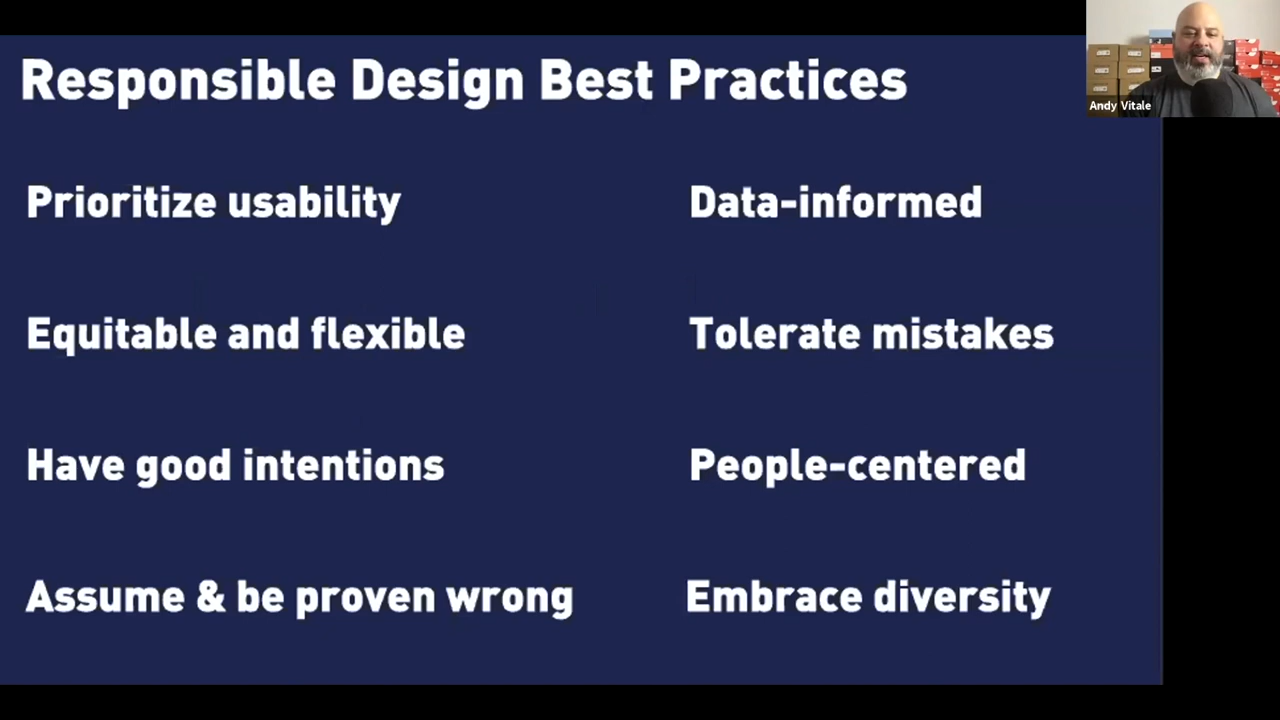 Responsible Design Best Practices
Andy Vitale
Prioritize usability
Data-informed
Equitable and flexible
Tolerate mistakes
Have good intentions
People-centered
Assume & be proven wrong
Embrace diversity